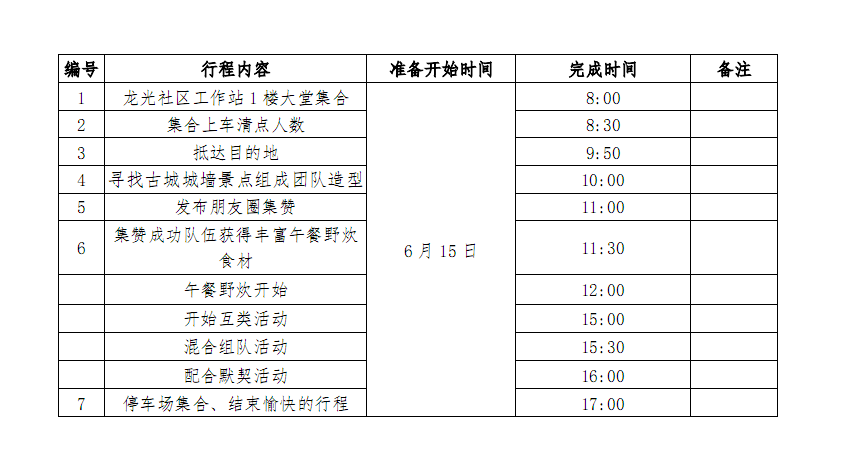 编号 行程内容 准备开始时间 完成时间 备注
1 龙光社区工作站1楼大堂集合 8:00
2 集合上车清点人数 8:30
3 抵达目的地 9:50
4 寻找古城城墙景点组成团队造型 10:00
5 发布朋友圈集赞 11:00
6 集赞成功队伍获得丰富午餐野炊
食材 6月15日 11:30
午餐野炊开始 12:00
开始互类活动 15:00
混合组队活动 15:30
配合默契活动 16:00
7 停车场集合、结束愉快的行程 17:00